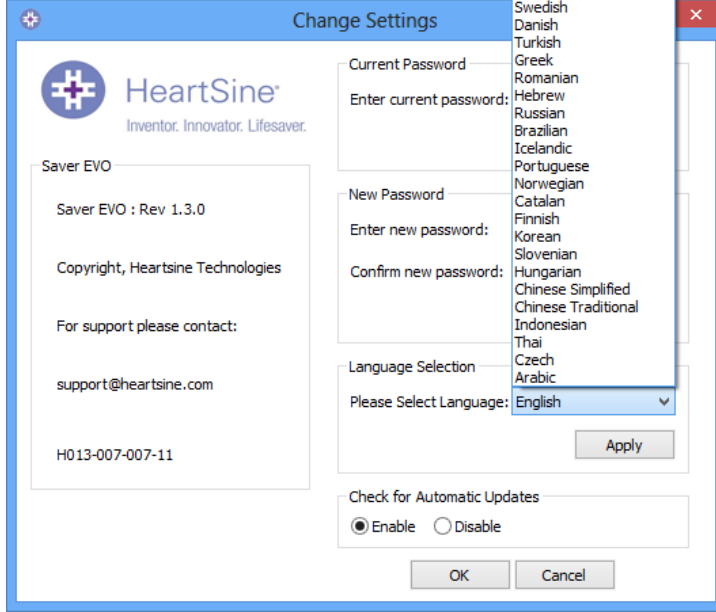 Change Settings
HeartSine®
Inventor. Innovator. Lifesaver.
Saver EVO
Saver EVO : Rev 1.3.0
Copyright, Heartsine Technologies
For support please contact:
support@heartsine.com
H013-007-007-11
Current Password
Enter current password:
New Password
Enter new password:
Confirm new password:
Language Selection
Please Select Language: English
Swedish
Danish
Turkish
Greek
Romanian
Hebrew
Russian
Brazilian
Icelandic
Portuguese
Norwegian
Catalan
Finnish
Korean
Slovenian
Hungarian
Chinese Simplified
Chinese Traditional
Indonesian
Thai
Czech
Arabic
Apply
Check for Automatic Updates
Enable Disable
OK Cancel